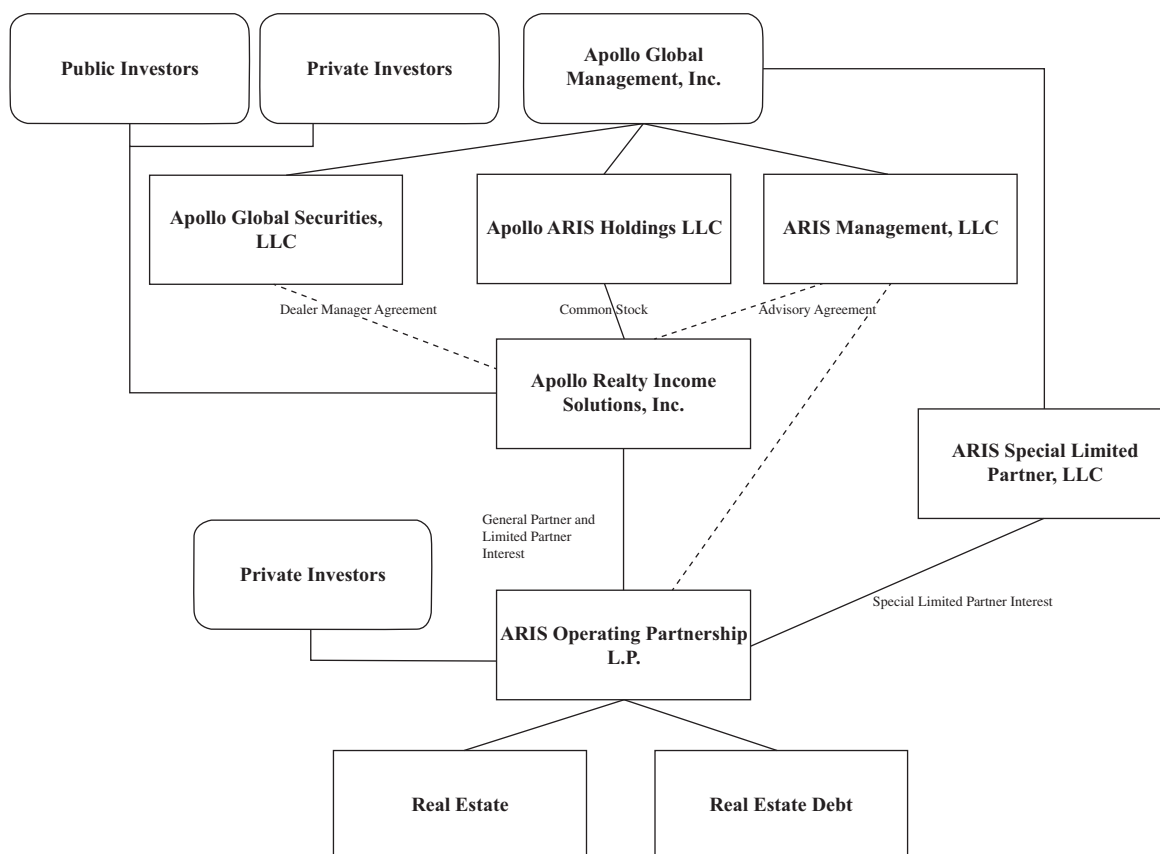 Public Investors
Private Investors
Apollo Global
Management, Inc.
Apollo Global Securities,
LLC
Apollo ARIS Holdings LLC
ARIS Management, LLC
Dealer Manager Agreement
Common Stock
Advisory Agreement
Apollo Realty Income
Solutions, Inc.
ARIS Special Limited
Partner, LLC
General Partner and
Limited Partner
Interest
Private Investors
Special Limited Partner Interest
ARIS Operating Partnership
L.P.
Real Estate
Real Estate Debt